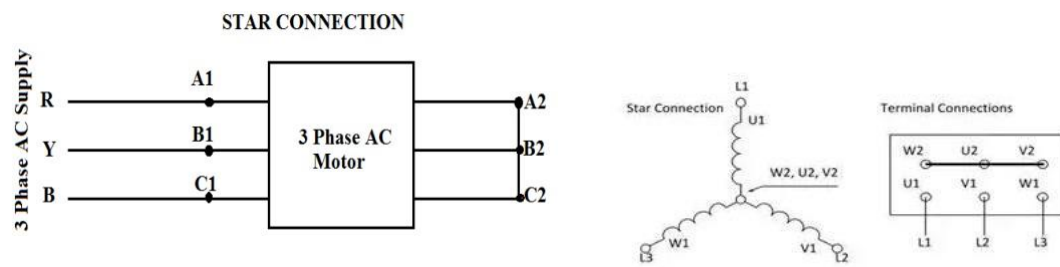 STAR CONNECTION
3 Phase AC Supply
R
A1
A2
Y
B1
B2
B
C1
C2
3 Phase AC
Motor
Star Connection
L1
U1
W2, U2, V2
W1
V1
L3
L2
Terminal Connections
W2 U2 V2
U1 V1 W1
L1 L2 L3